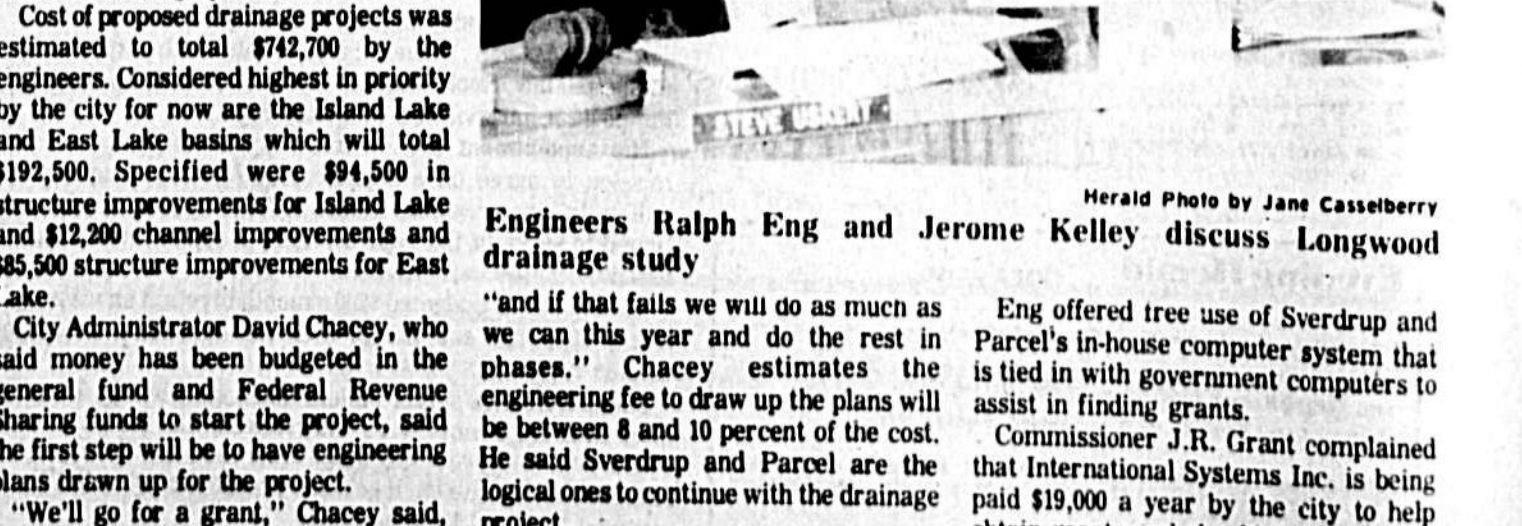 Cost of proposed drainage projects was
estimated to total $742,700 by the
engineers. Considered highest in priority
by the city for now are the Island Lake
and East Lake basins which will total
$192,500. Specified were $94,500 in
structure improvements for Island Lake
and $12,200 channel improvements and
$85,500 structure improvements for East
Lake.
City Administrator David Chacey, who
said money has been budgeted in the
general fund and Federal Revenue
Sharing funds to start the project, said
the first step will be to have engineering
plans drawn up for the project.
"We'll go for a grant," Chacey said,
STEVE
Herald Photo by Jane Casselberry
Engineers Ralph Eng and Jerome Kelley discuss Longwood
drainage study
"and if that fails we will do as much as
we can this year and do the rest in
phases." Chacey estimates the
engineering fee to draw up the plans will
be between 8 and 10 percent of the cost.
He said Sverdrup and Parcel are the
logical ones to continue with the drainage
project
Eng offered free use of Sverdrup and
Parcel's in-house computer system that
is tied in with government computers to
assist in finding grants.
Commissioner J.R. Grant complained
that International Systems Inc. is being
paid $19,000 a year by the city to help